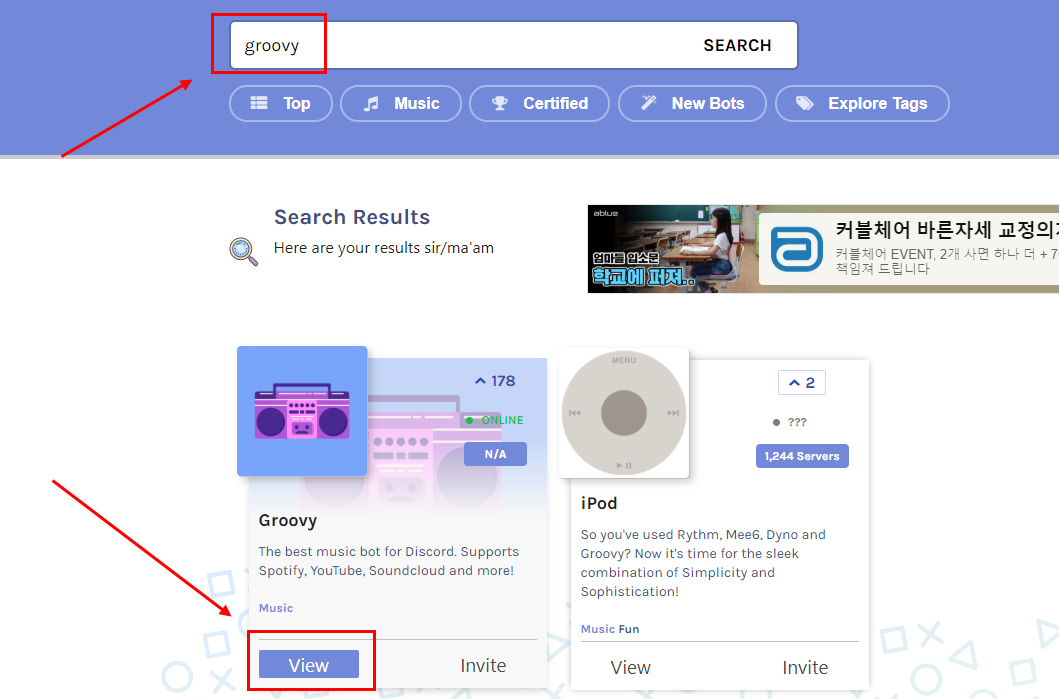 groovy
SEARCH
Top
Music
Certified
New Bots
Explore Tags
Search Results
Here are your results sir/ma'am
ablue
엄마들 입소문
학교에 퍼져..
커블체어 바른자세 교정의
커블체어 EVENT, 2개 사면 하나 더 + 7
책임져 드립니다
178
ONLINE
N/A
Groovy
The best music bot for Discord. Supports
Spotify, YouTube, Soundcloud and more!
Music
View
Invite
MENU
2
???
1,244 Servers
iPod
So you've used Rythm, Mee6, Dyno and
Groovy? Now it's time for the sleek
combination of Simplicity and
Sophistication!
Music Fun
View
Invite